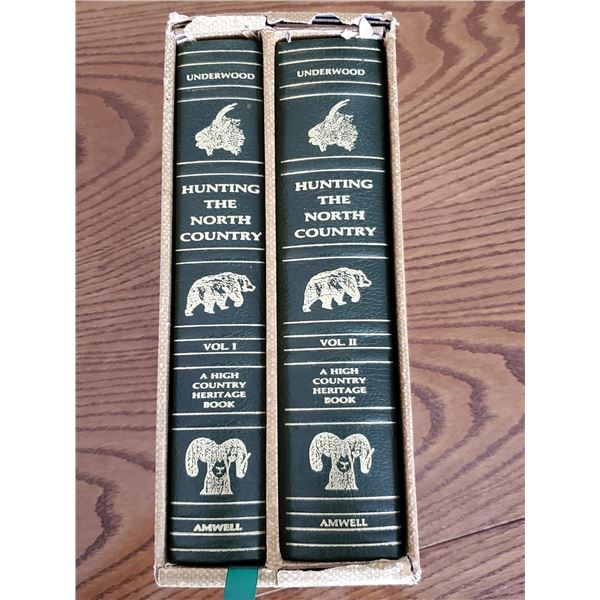 UNDERWOOD
HUNTING
THE
NORTH
COUNTRY
VOL. I
A HIGH
COUNTRY
HERITAGE
BOOK
AMWELL
UNDERWOOD
HUNTING
THE
NORTH
COUNTRY
VOL. II
A HIGH
COUNTRY
HERITAGE
BOOK
AMWELL